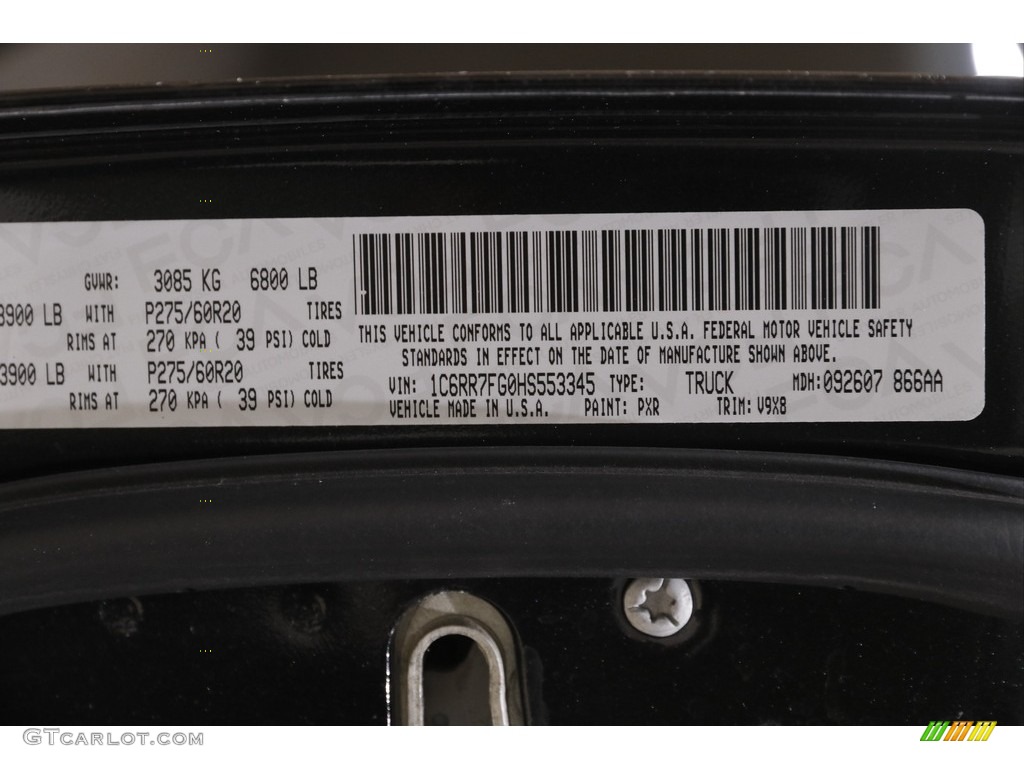 GVWR: 3085 KG 6800 LB
3900 LB WITH P275/60R20 TIRES
RIMS AT 270 KPA ( 39 PSI) COLD
3900 LB WITH P275/60R20 TIRES
RIMS AT 270 KPA ( 39 PSI) COLD
THIS VEHICLE CONFORMS TO ALL APPLICABLE U.S.A. FEDERAL MOTOR VEHICLE SAFETY
STANDARDS IN EFFECT ON THE DATE OF MANUFACTURE SHOWN ABOVE.
VIN: 1C6RR7FG0HS553345 TYPE: TRUCK MDH:092607 866AA
VEHICLE MADE IN U.S.A. PAINT: PXR TRIM: V9X8
GTCARLOT.COM